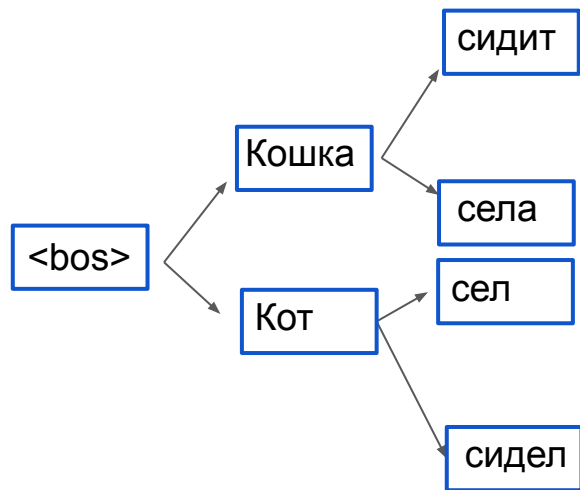 сидит
Кошка
села
<bos>
сел
Кот
сидел